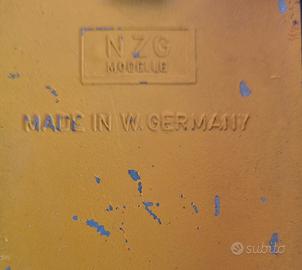 NZG
MODELLE
MADE IN W. GERMANY
subito